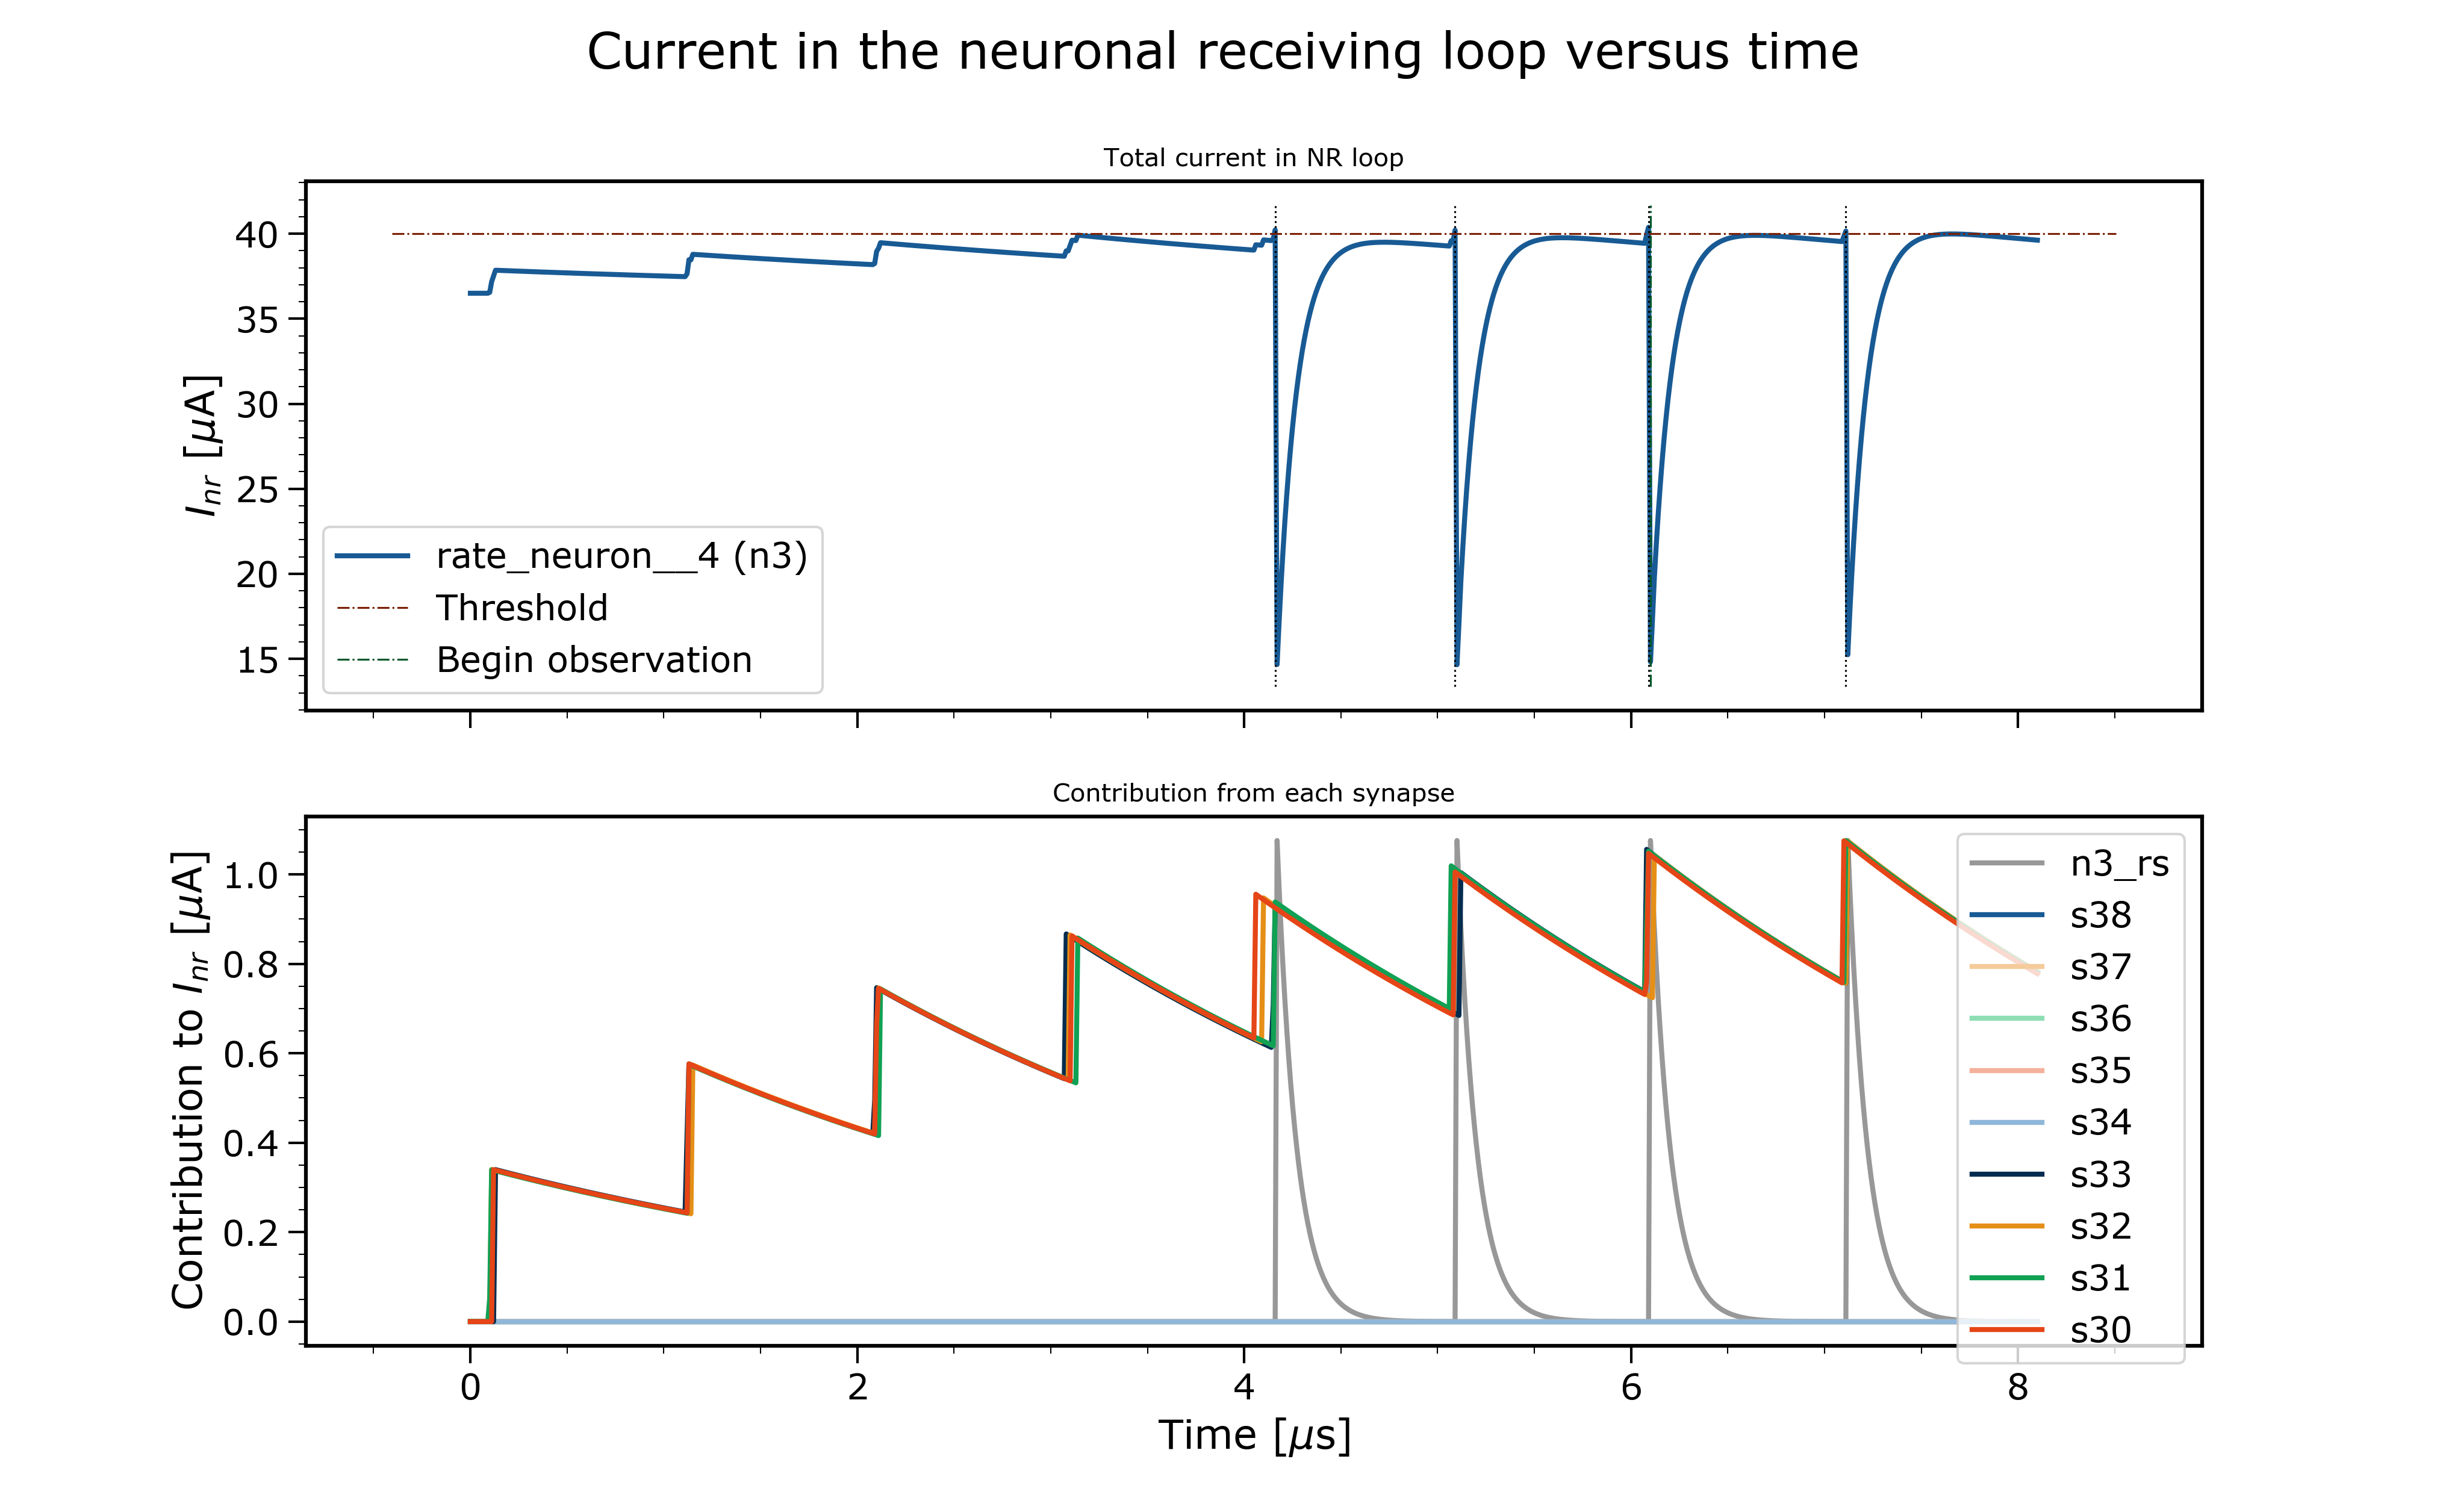 Current in the neuronal receiving loop versus time
Total current in NR loop
40
35
30
25
20
15
I_nr [μA]
rate_neuron__4 (n3)
Threshold
Begin observation
Contribution from each synapse
1.0
0.8
0.6
0.4
0.2
0.0
Contribution to I_nr [μA]
n3_rs
s38
s37
s36
s35
s34
s33
s32
s31
s30
0 2 4 6 8
Time [μs]